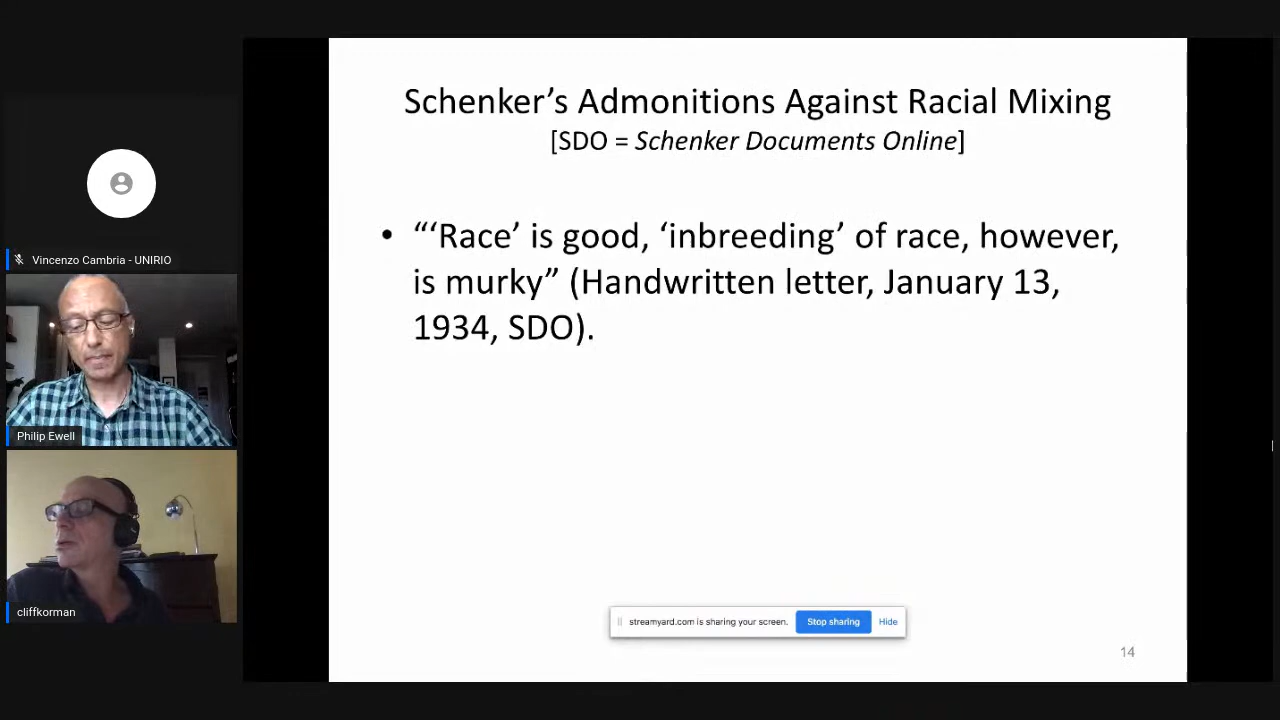 Schenker’s Admonitions Against Racial Mixing
[SDO = Schenker Documents Online]
• “‘Race’ is good, ‘inbreeding’ of race, however,
is murky” (Handwritten letter, January 13,
1934, SDO).
Vincenzo Cambria - UNIRIO
Philip Ewell
cliffkorman
streamyard.com is sharing your screen. Stop sharing Hide
14